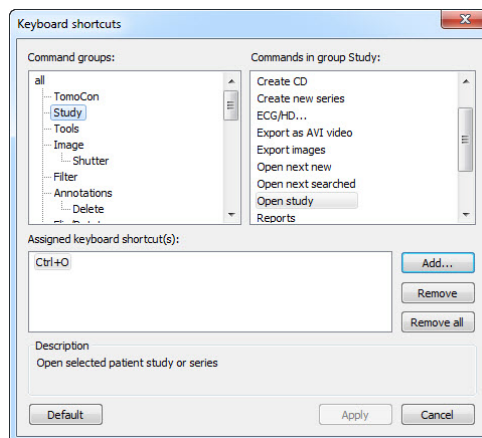 Keyboard shortcuts
Command groups:
all
TomoCon
Study
Tools
Image
Shutter
Filter
Annotations
Delete
Commands in group Study:
Create CD
Create new series
ECG/HD...
Export as AVI video
Export images
Open next new
Open next searched
Open study
Reports
Assigned keyboard shortcut(s):
Ctrl+O
Add...
Remove
Remove all
Description
Open selected patient study or series
Default
Apply
Cancel